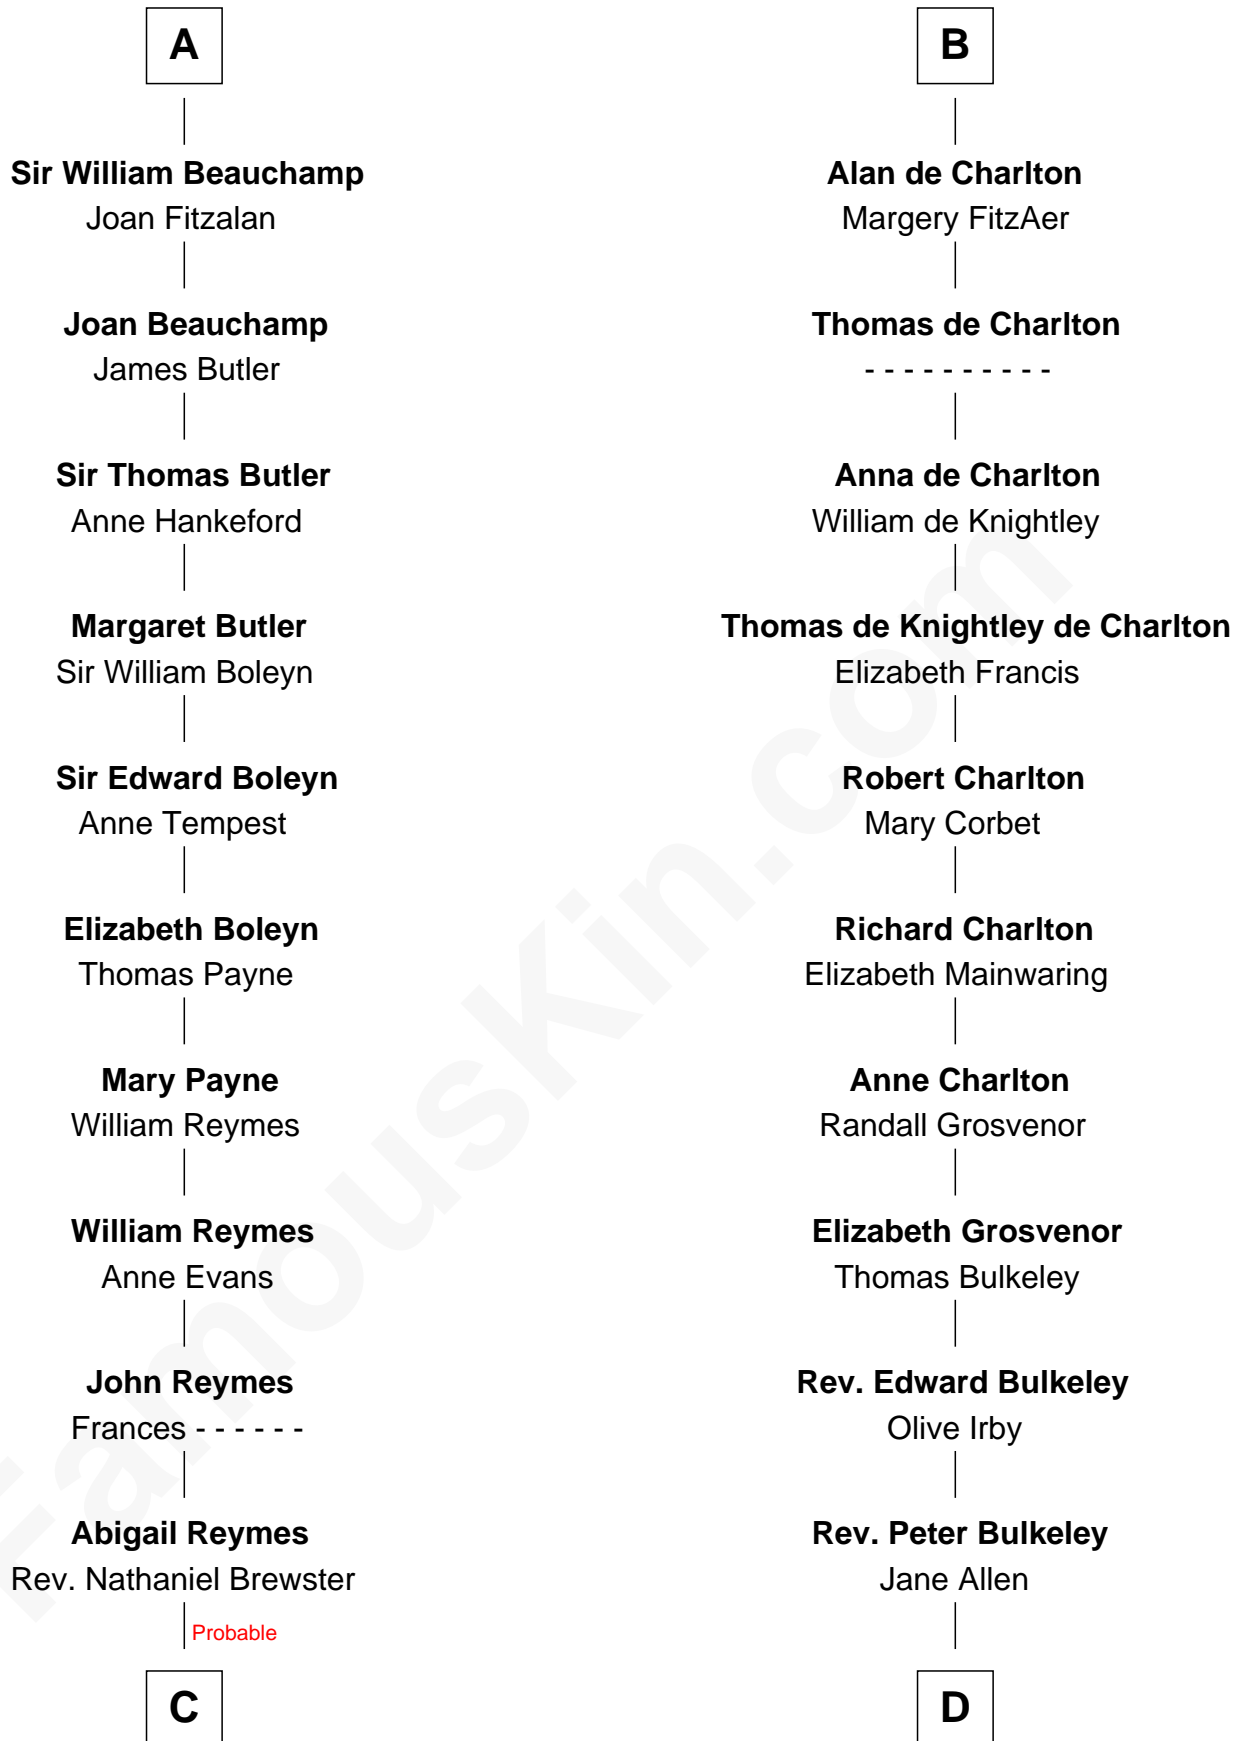 A
Sir William Beauchamp
Joan Fitzalan
Joan Beauchamp
James Butler
Sir Thomas Butler
Anne Hankeford
Margaret Butler
Sir William Boleyn
Sir Edward Boleyn
Anne Tempest
Elizabeth Boleyn
Thomas Payne
Mary Payne
William Reymes
William Reymes
Anne Evans
John Reymes
Frances - - - - - -
Abigail Reymes
Rev. Nathaniel Brewster
Probable
C
B
Alan de Charlton
Margery FitzAer
Thomas de Charlton
- - - - - - - - - -
Anna de Charlton
William de Knightley
Thomas de Knightley de Charlton
Elizabeth Francis
Robert Charlton
Mary Corbet
Richard Charlton
Elizabeth Mainwaring
Anne Charlton
Randall Grosvenor
Elizabeth Grosvenor
Thomas Bulkeley
Rev. Edward Bulkeley
Olive Irby
Rev. Peter Bulkeley
Jane Allen
D
FamousKin.com